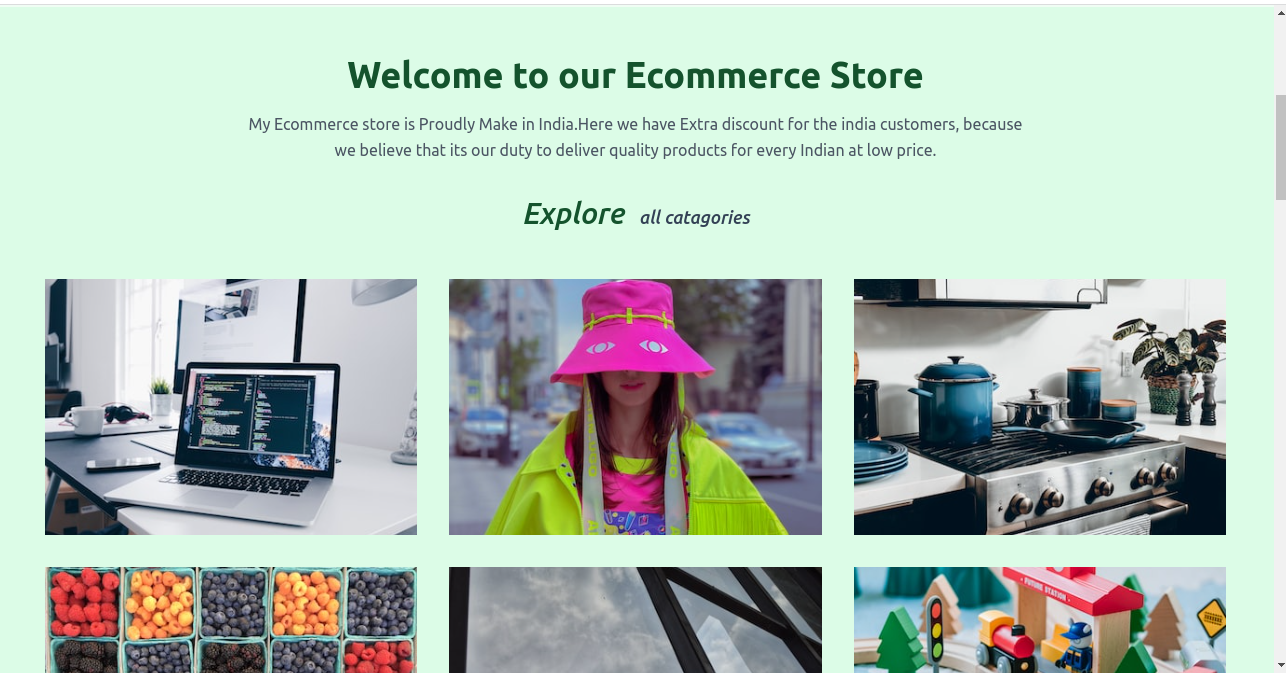 Welcome to our Ecommerce Store
My Ecommerce store is Proudly Make in India.Here we have Extra discount for the india customers, because
we believe that its our duty to deliver quality products for every Indian at low price.
Explore all catagories
FUTURE STATION